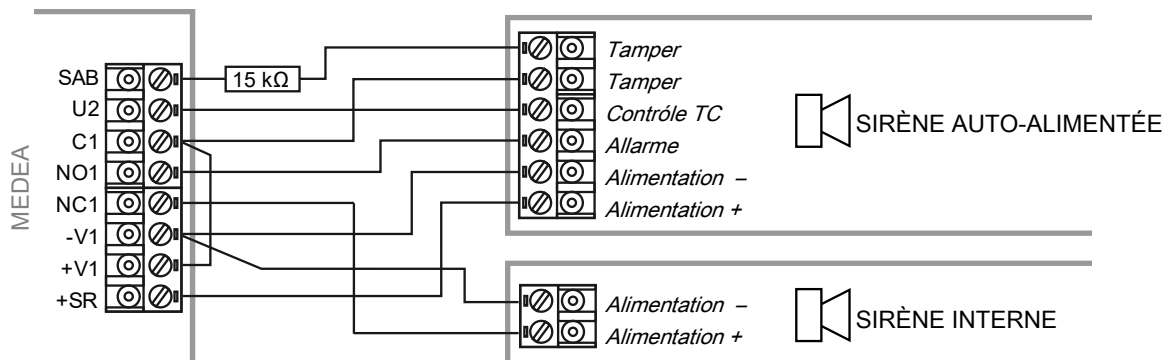 MEDEA
SAB
U2
C1
NO1
NC1
-V1
+V1
+SR
15 kΩ
Tamper
Tamper
Contróle TC
Allarme
Alimentation –
Alimentation +
SIRÈNE AUTO-ALIMENTÉE
Alimentation –
Alimentation +
SIRÈNE INTERNE